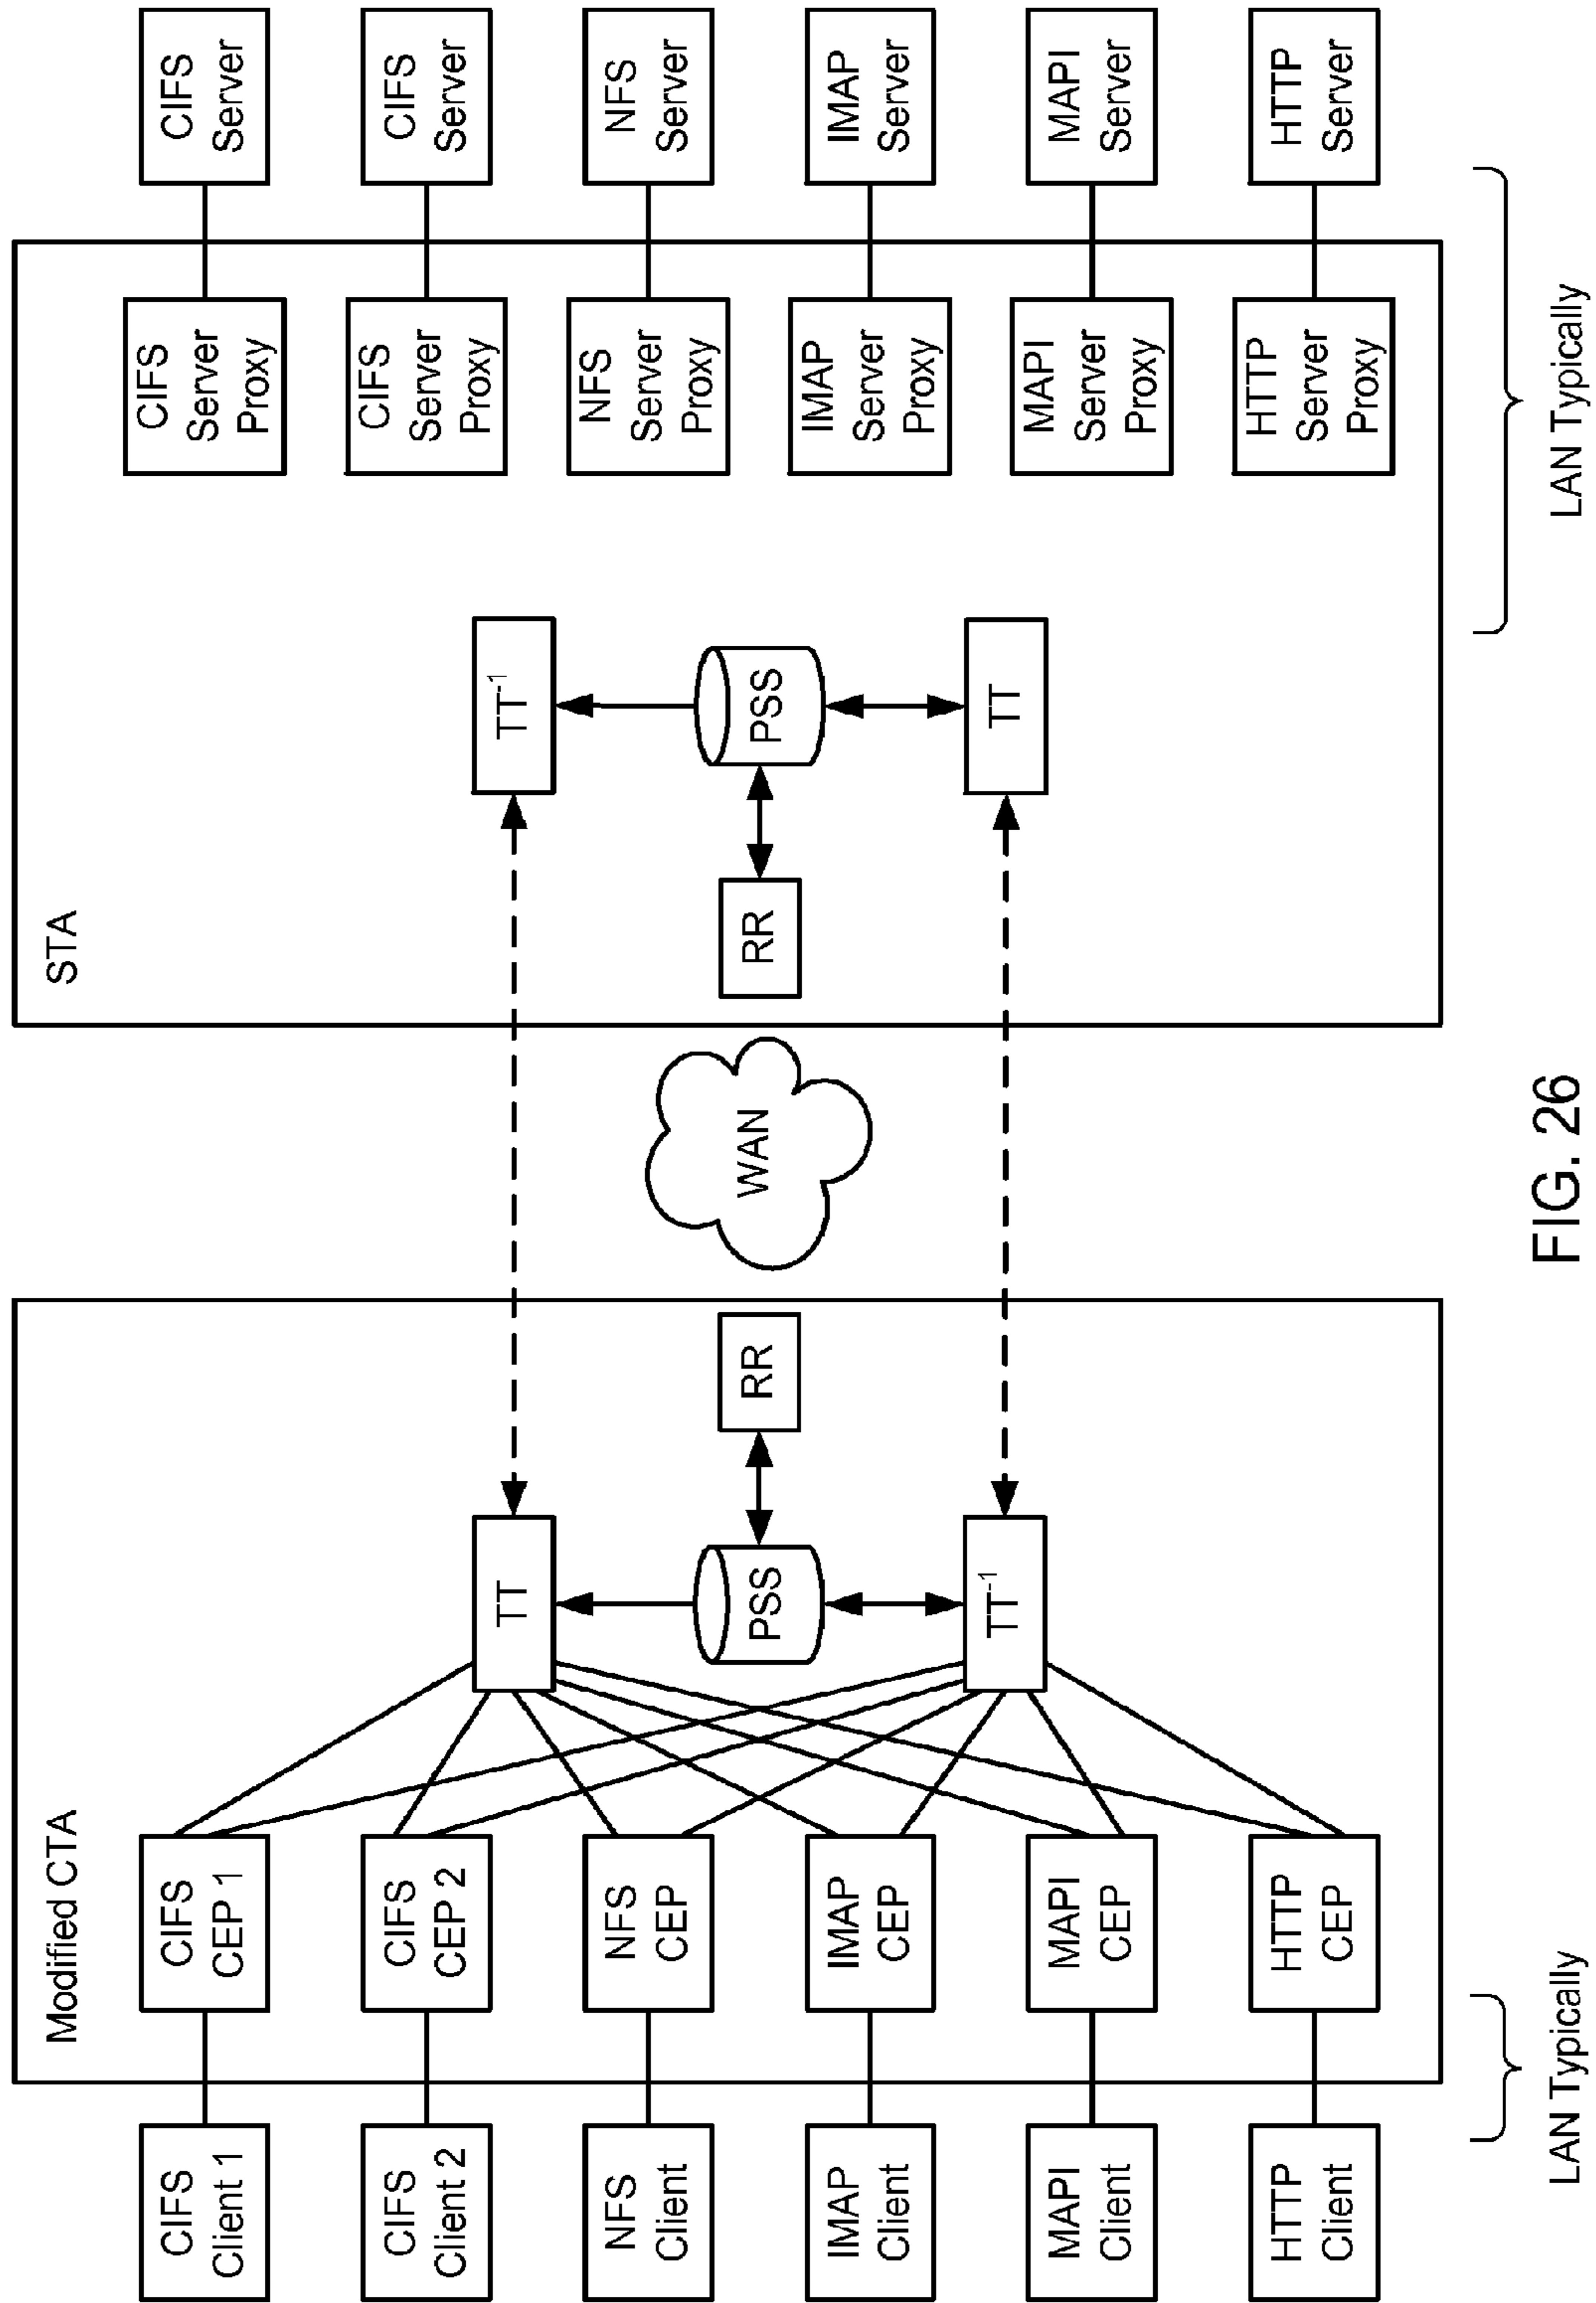 Modified CTA
STA
CIFS
Client 1
CIFS
CEP 1
CIFS
Server
Proxy
CIFS
Server
CIFS
Client 2
CIFS
CEP 2
TT
TT-1
CIFS
Server
Proxy
CIFS
Server
NFS
Client
NFS
CEP
NFS
Server
Proxy
NFS
Server
PSS
RR
WAN
RR
PSS
IMAP
Client
IMAP
CEP
IMAP
Server
Proxy
IMAP
Server
TT-1
TT
MAPI
Client
MAPI
CEP
MAPI
Server
Proxy
MAPI
Server
HTTP
Client
HTTP
CEP
HTTP
Server
Proxy
HTTP
Server
LAN Typically
LAN Typically
FIG. 26